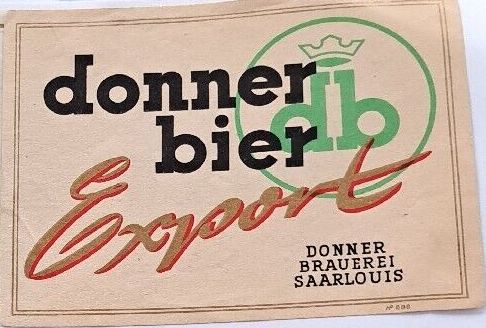 donner
db
bier
Export
DONNER
BRAUEREI
SAARLOUIS